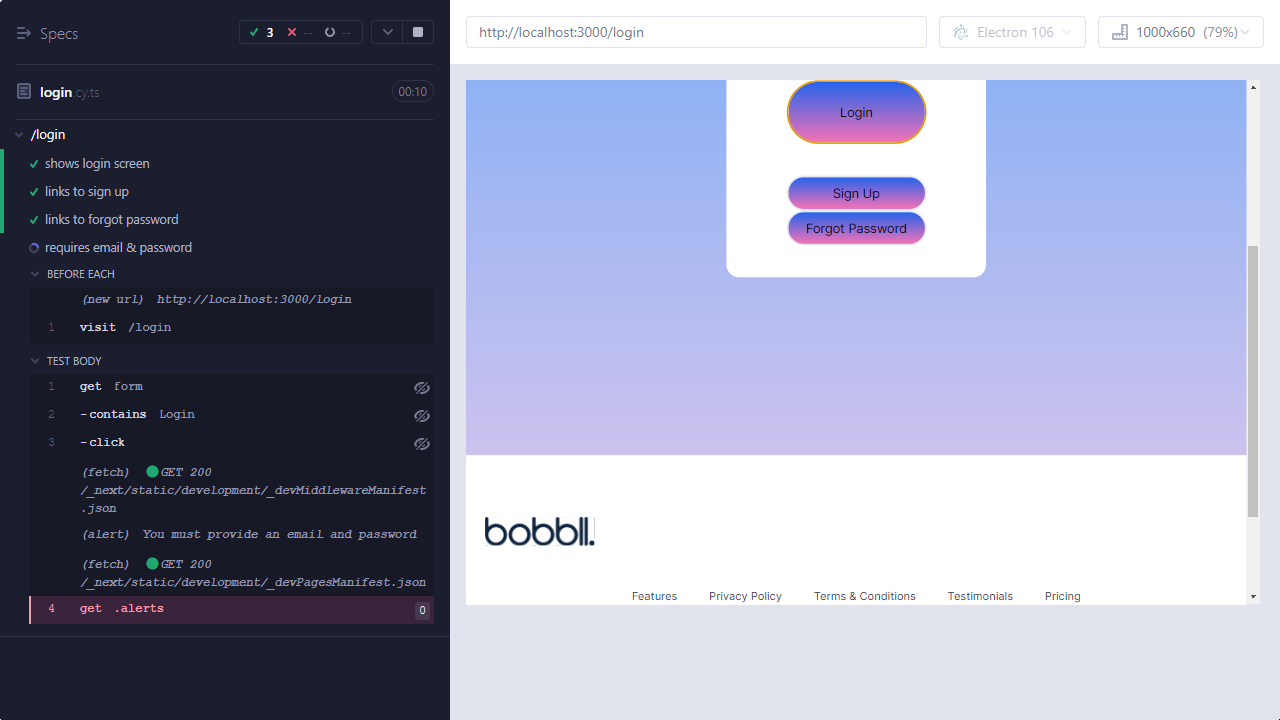 Specs
3 -- --
login.cy.ts 00:10
/login
shows login screen
links to sign up
links to forgot password
requires email & password
BEFORE EACH
(new url) http://localhost:3000/login
1 visit /login
TEST BODY
1 get form
2 -contains Login
3 -click
(fetch) GET 200
/_next/static/development/_devMiddlewareManifest
.json
(alert) You must provide an email and password
(fetch) GET 200
/_next/static/development/_devPagesManifest.json
4 get .alerts 0
http://localhost:3000/login
Electron 106
1000x660 (79%)
Login
Sign Up
Forgot Password
bobbll.
Features Privacy Policy Terms & Conditions Testimonials Pricing